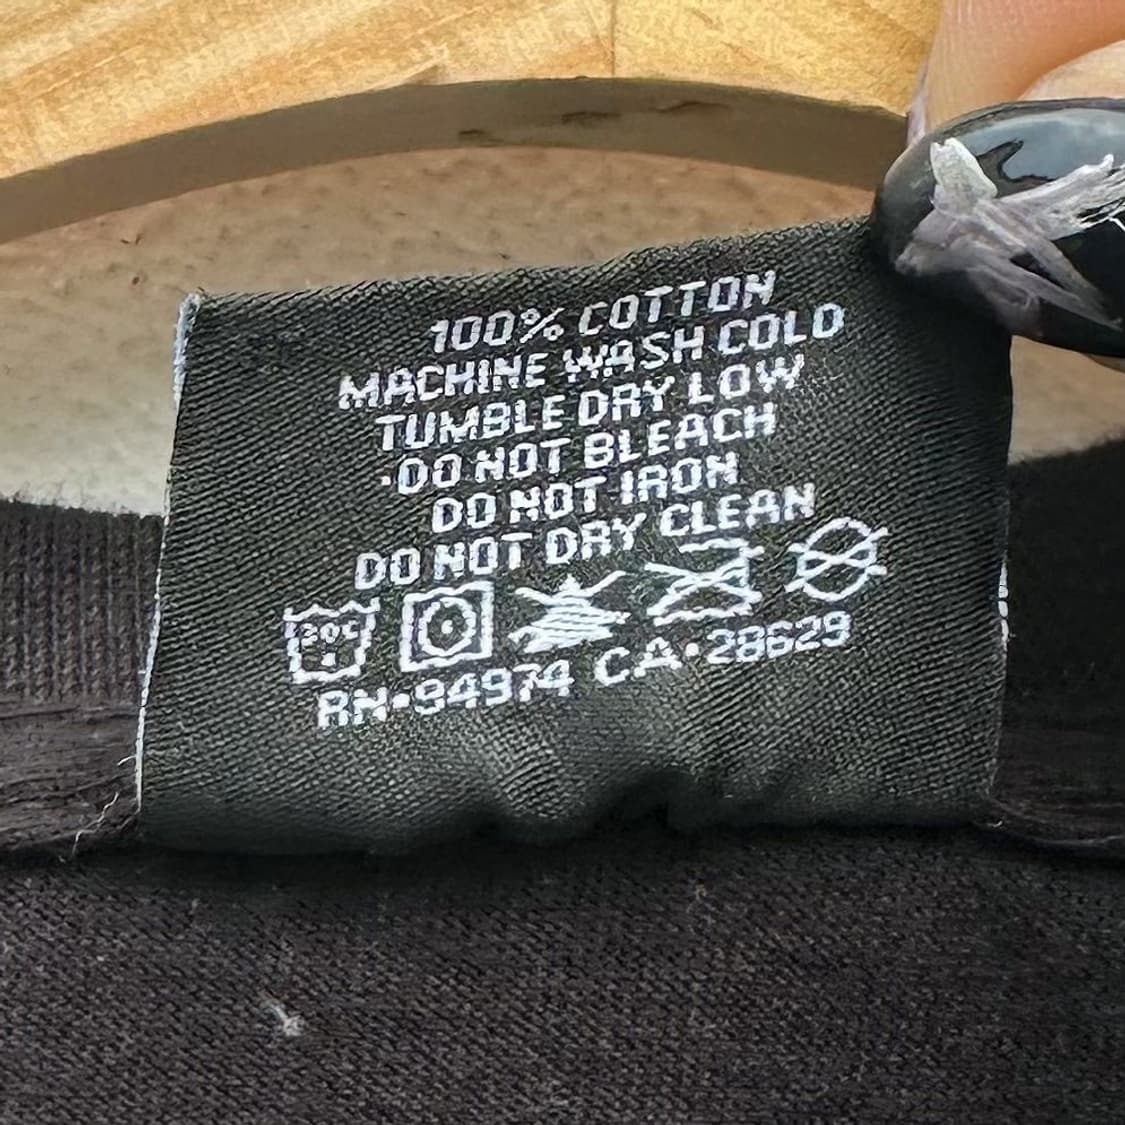 100% COTTON
MACHINE WASH COLD
TUMBLE DRY LOW
DO NOT BLEACH
DO NOT IRON
DO NOT DRY CLEAN
30C
RN•94974 CA•28629